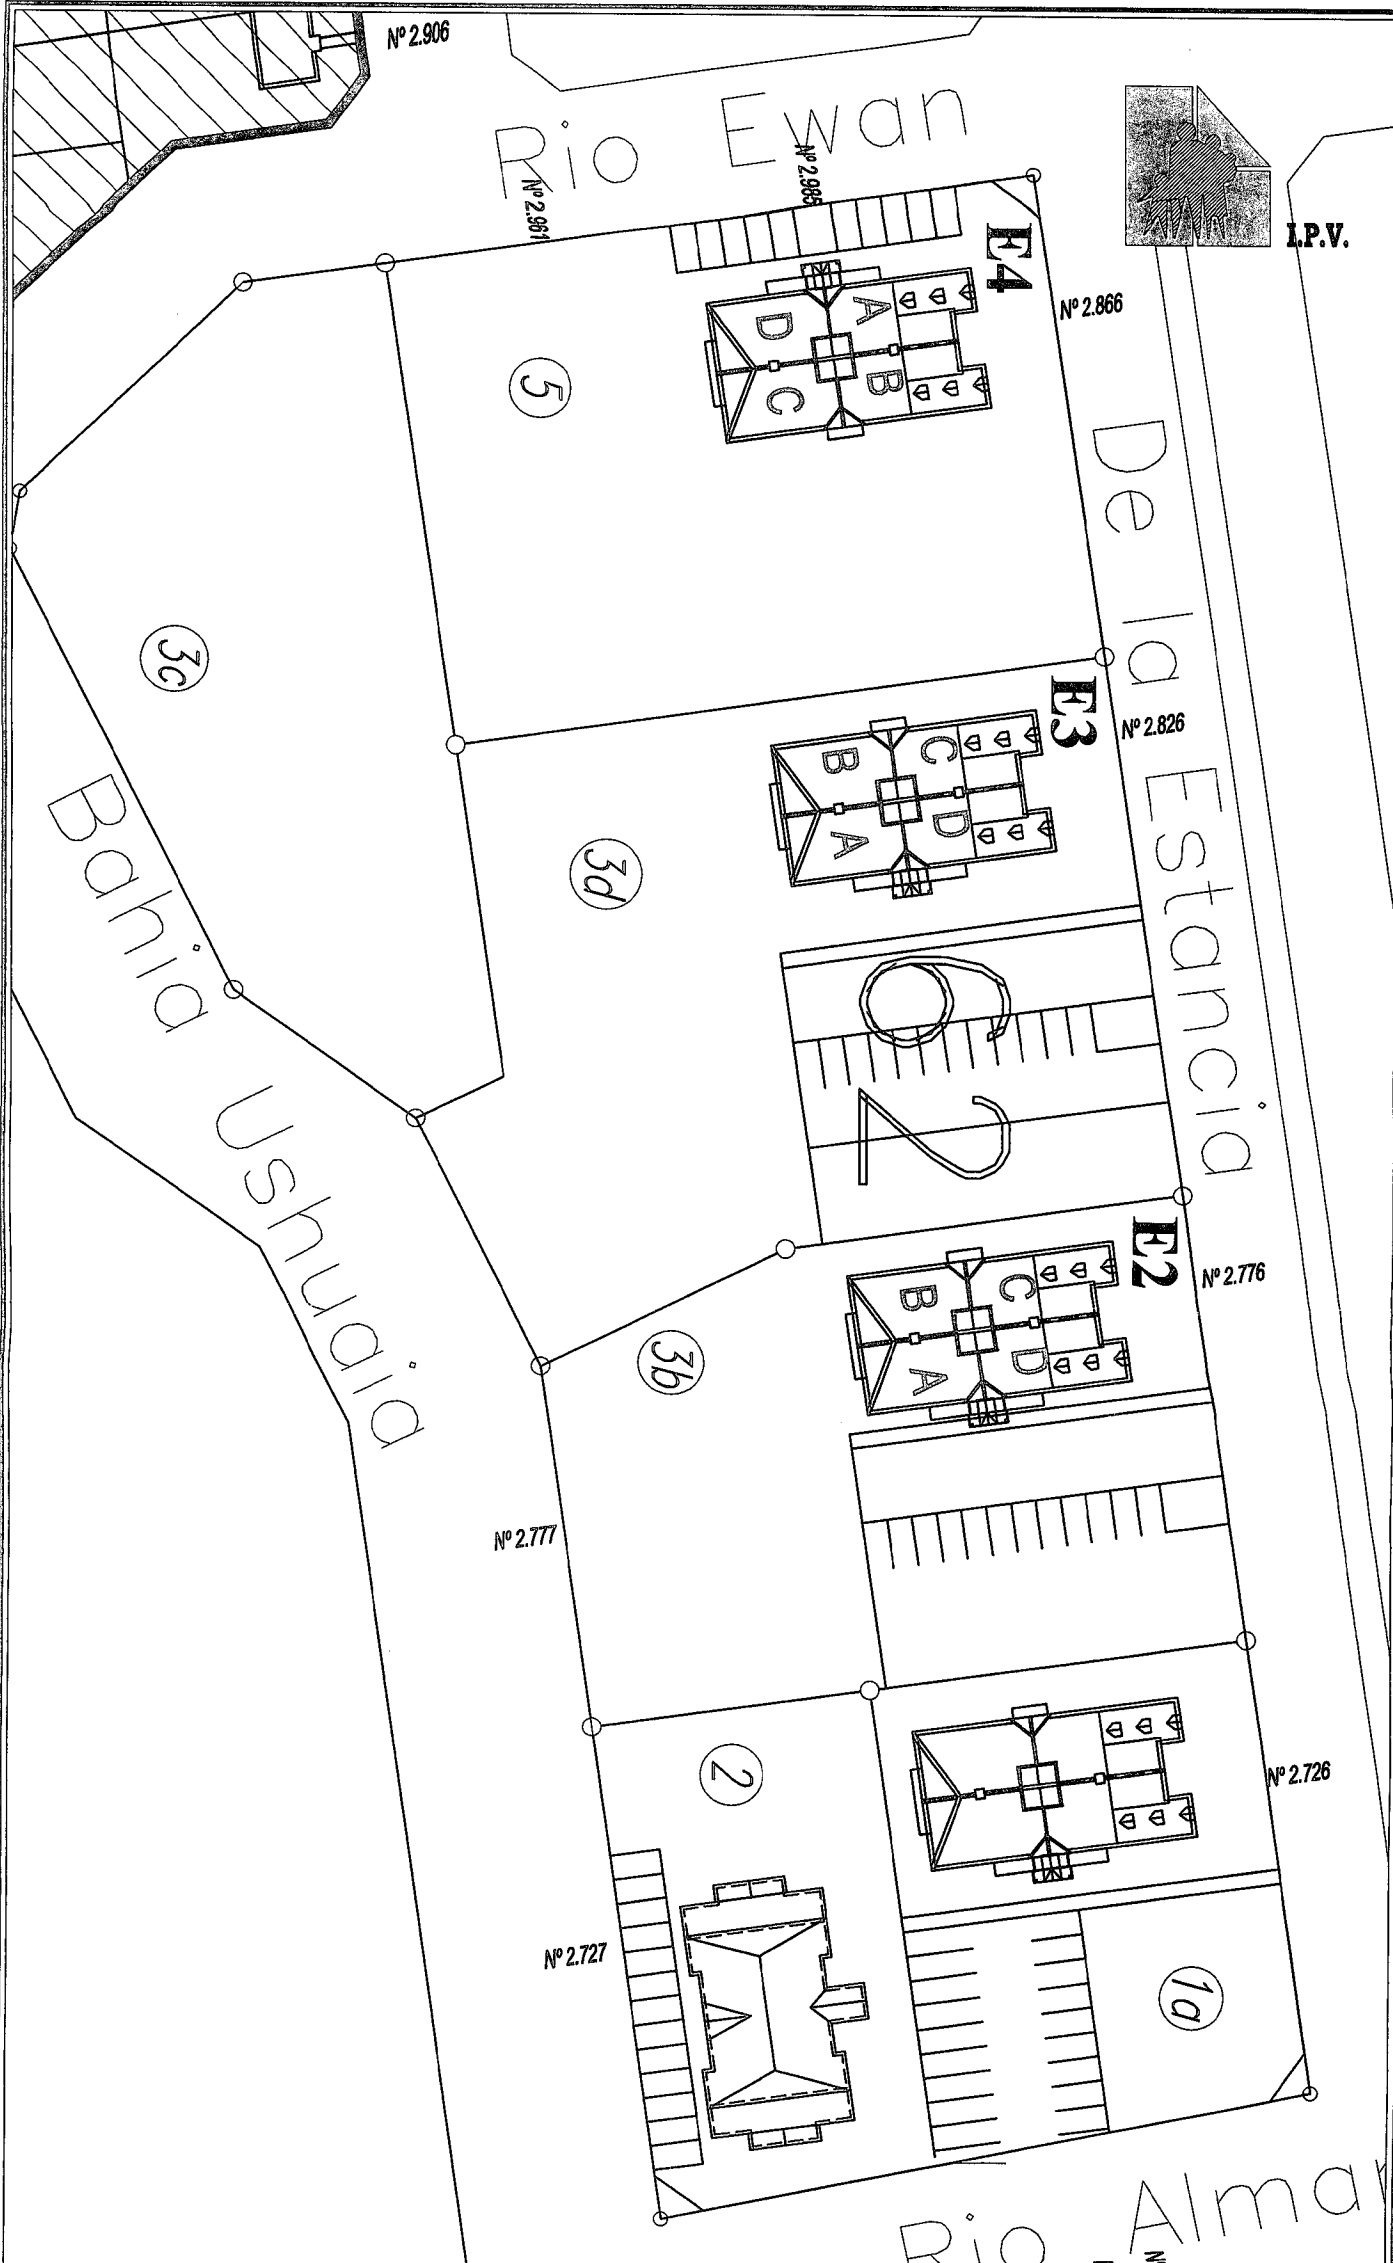 Nº 2.906
Rio Ewan
Nº 2.961
Nº 2.985
I.P.V.
E4
Nº 2.866
A
B
C
D
5
De la Estancia
3c
E3
Nº 2.826
C
D
B
A
3d
Bahia Ushuaia
62
E2
Nº 2.776
C
D
B
A
3b
Nº 2.777
2
Nº 2.726
Nº 2.727
1a
Rio